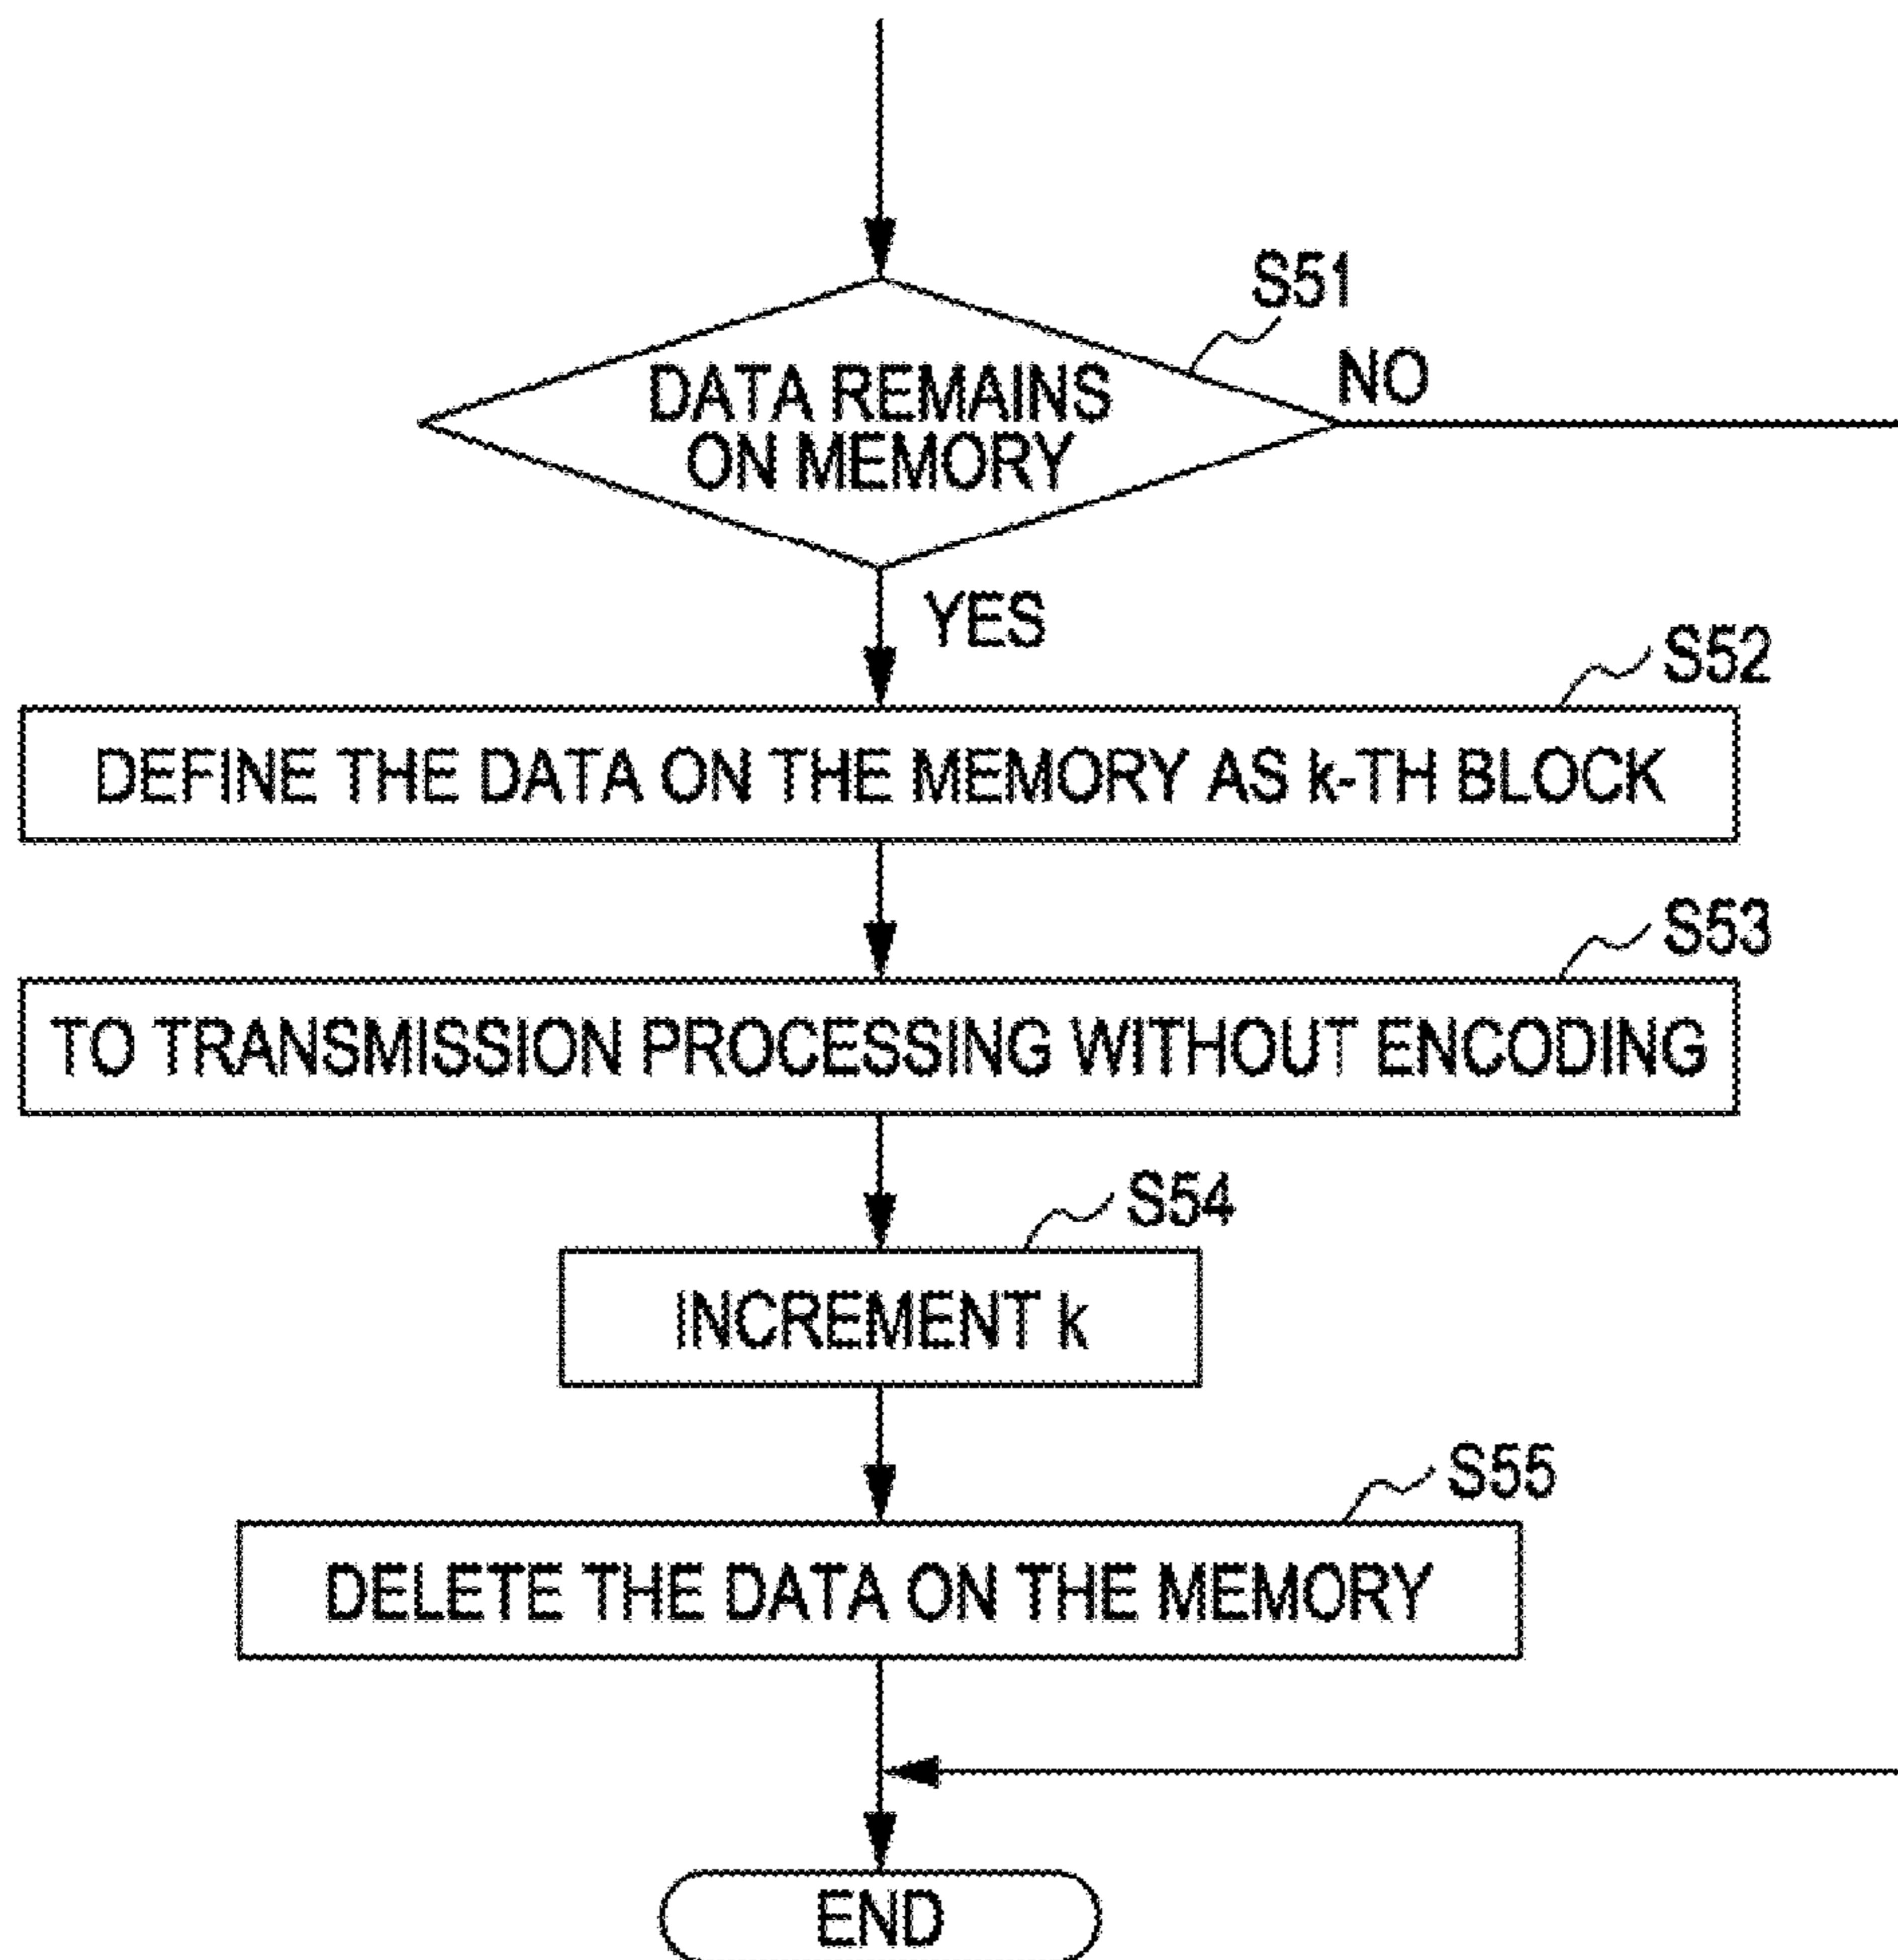 S51
DATA REMAINS
ON MEMORY
NO
YES
S52
DEFINE THE DATA ON THE MEMORY AS k-TH BLOCK
S53
TO TRANSMISSION PROCESSING WITHOUT ENCODING
S54
INCREMENT k
S55
DELETE THE DATA ON THE MEMORY
END